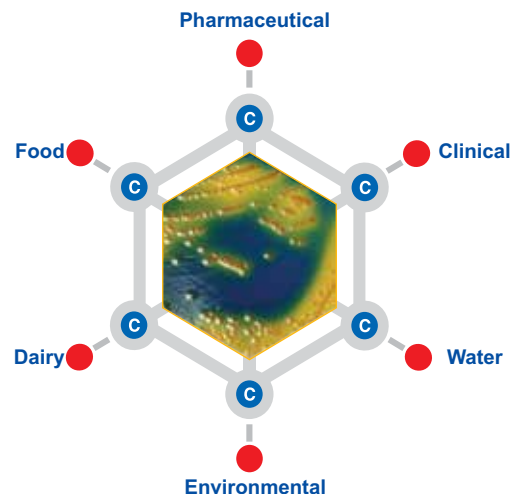 Pharmaceutical
C
Food
Clinical
C
C
C
C
Dairy
Water
C
Environmental